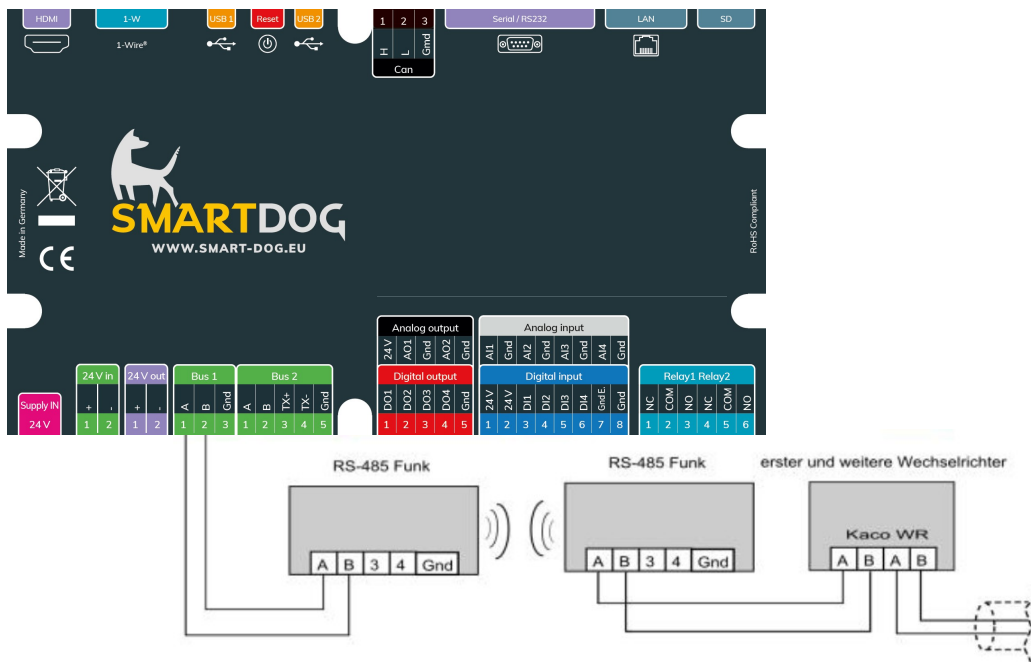 HDMI 1-W USB 1 Reset USB 2 1 2 3 Serial / RS232 LAN SD
1-Wire®
H L Gmd
Can
Made in Germany
RoHS Compliant
CE
SMARTDOG
WWW.SMART-DOG.EU
Analog output Analog input
24 V AO1 Gnd AO2 Gnd AI1 Gnd AI2 Gnd AI3 Gnd AI4 Gnd
24 V in 24 V out Bus 1 Bus 2 Digital output Digital input Relay1 Relay2
Supply IN + - + - A B Gnd A B TX+ TX- Gnd DO1 DO2 DO3 DO4 Gnd 24 V 24 V DI1 DI2 DI3 DI4 Gnd E. Gnd NC COM NO NC COM NO
24 V 1 2 1 2 1 2 3 1 2 3 4 5 1 2 3 4 5 1 2 3 4 5 6 7 8 1 2 3 4 5 6
RS-485 Funk RS-485 Funk erster und weitere Wechselrichter
Kaco WR
A B 3 4 Gnd A B 3 4 Gnd A B A B